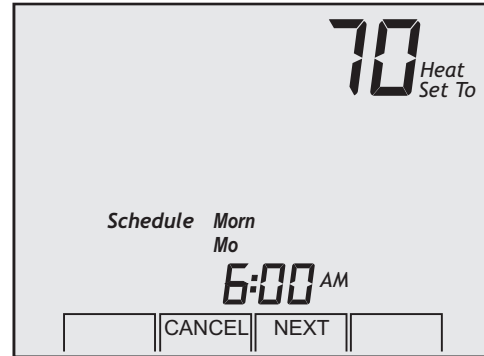 70
Heat
Set To
Schedule Morn
Mo
6:00 AM
CANCEL NEXT